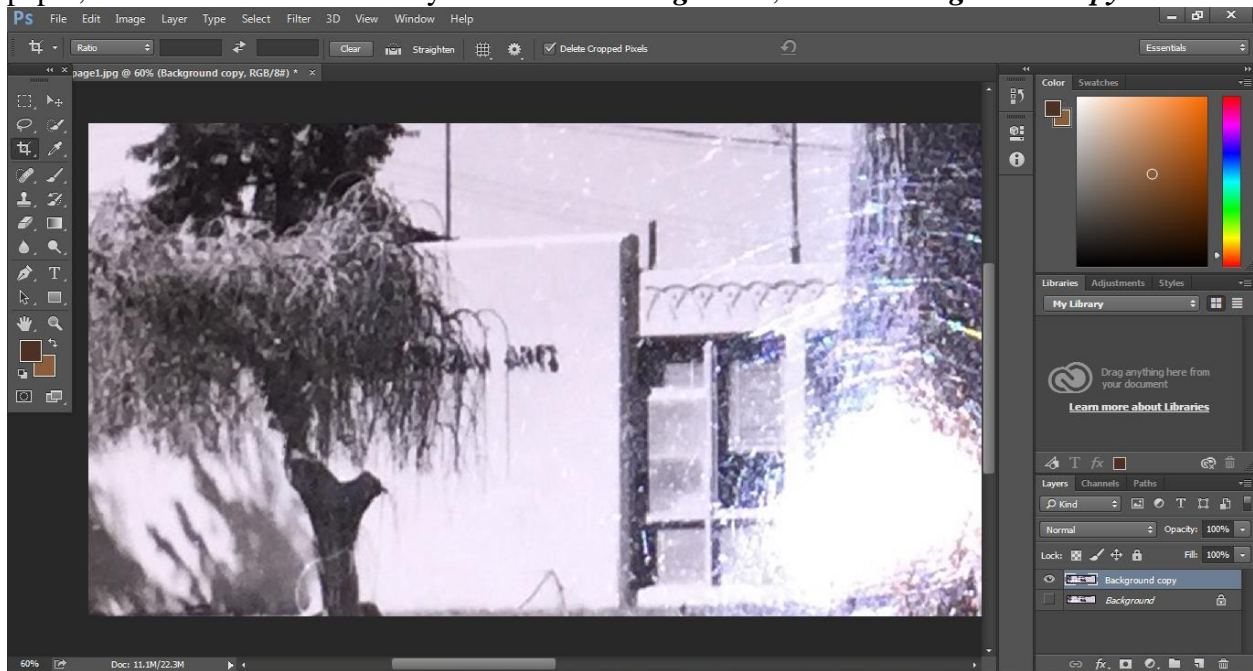 Ps File Edit Image Layer Type Select Filter 3D View Window Help
Ratio Clear Straighten Delete Cropped Pixels Essentials
page1.jpg @ 60% (Background copy, RGB/8#) * ×
Color Swatches
Libraries Adjustments Styles
My Library
Drag anything here from
your document
Learn more about Libraries
T fx
Layers Channels Paths
Kind T
Normal Opacity: 100%
Lock: Fill: 100%
Background copy
Background
fx
60% Doc: 11.1M/22.3M